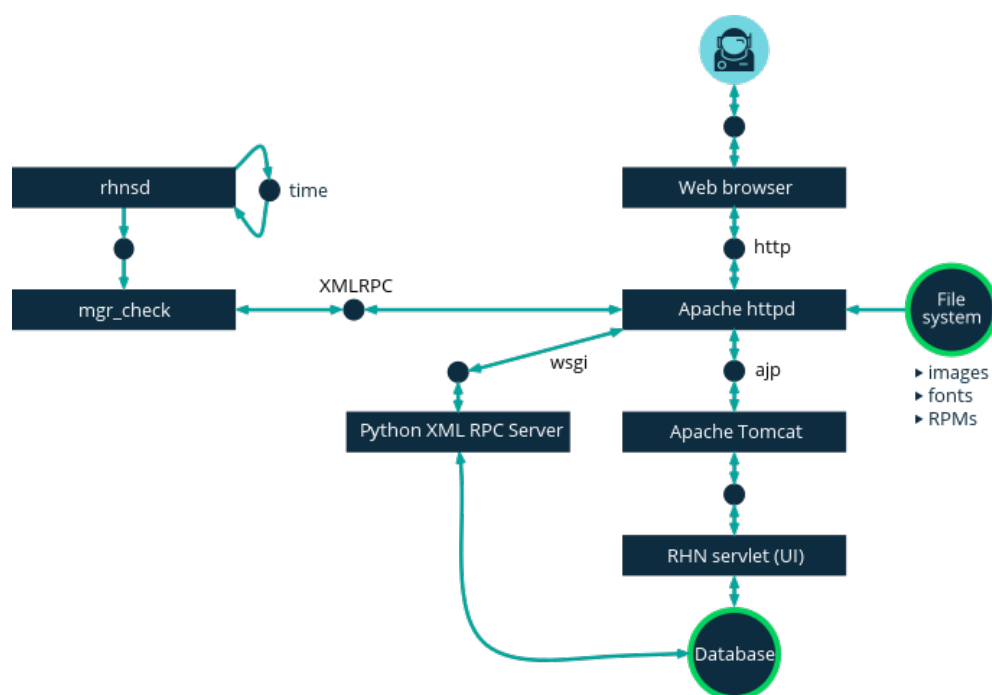 rhnsd
time
Web browser
http
XMLRPC
mgr_check
Apache httpd
File
system
wsgi
ajp
images
fonts
RPMs
Python XML RPC Server
Apache Tomcat
RHN servlet (UI)
Database